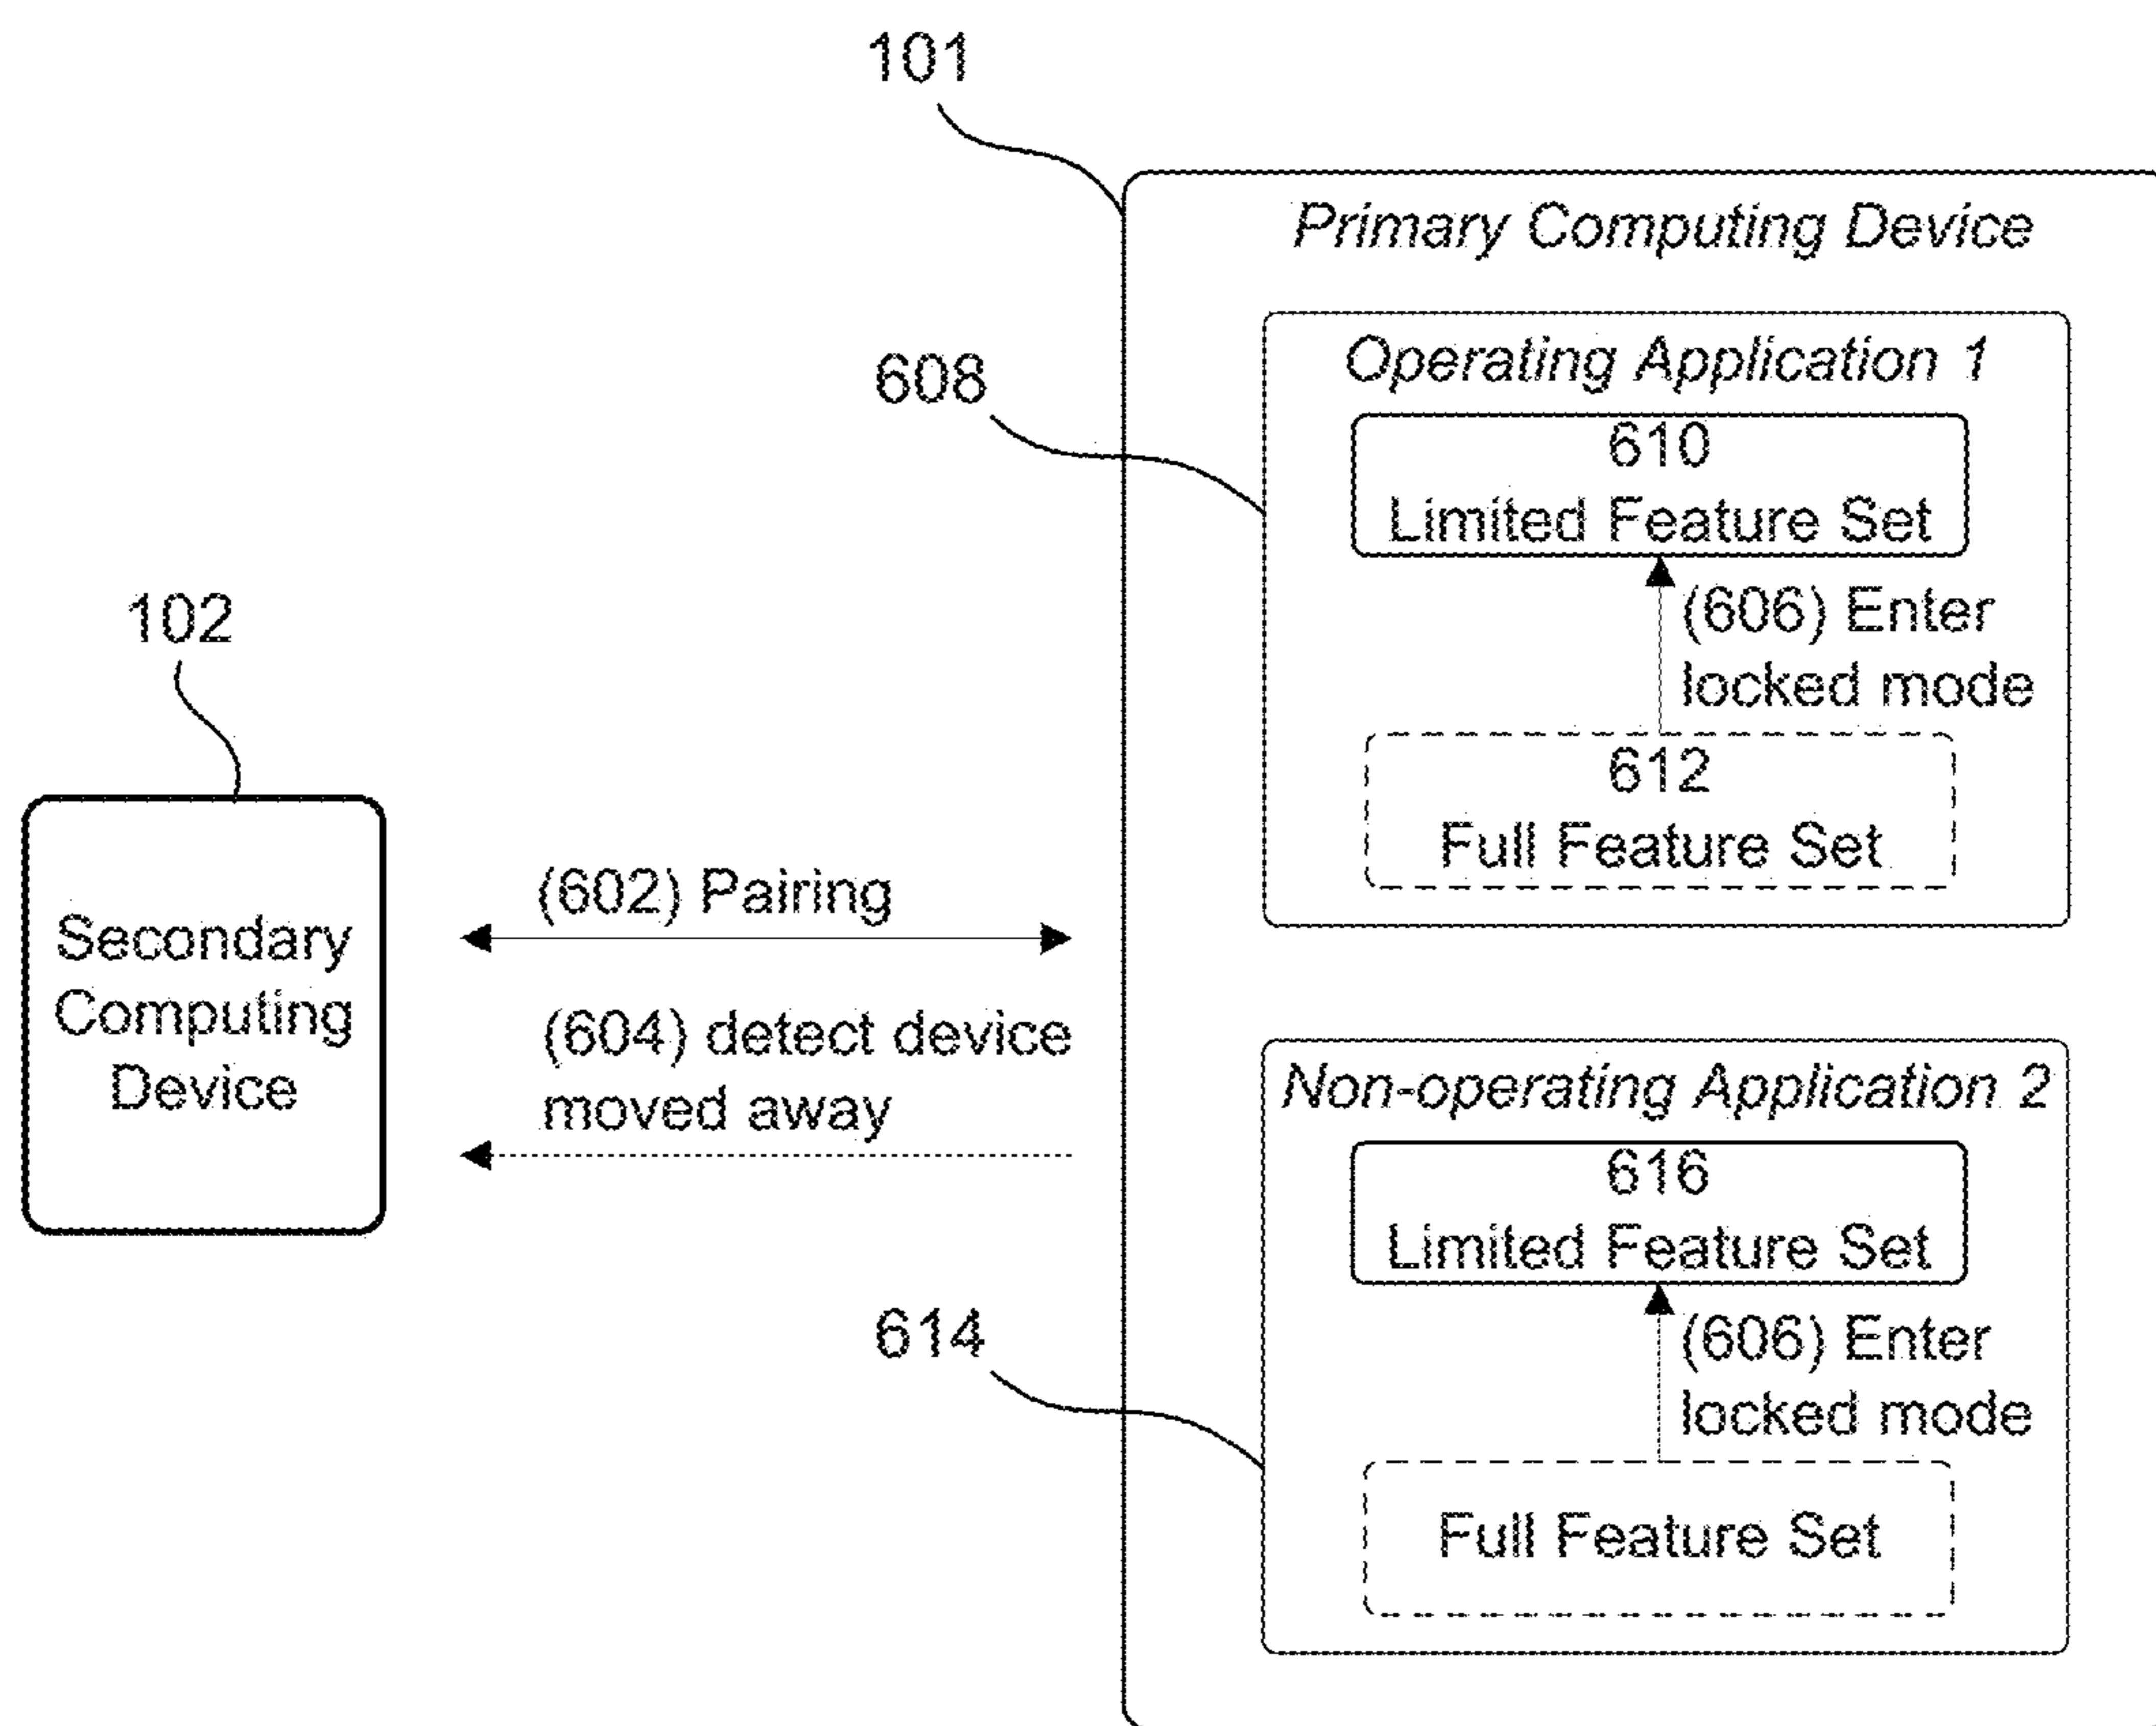 101
Primary Computing Device
Operating Application 1
608
610
Limited Feature Set
(606) Enter
locked mode
102
612
Full Feature Set
Secondary
Computing
Device
(602) Pairing
(604) detect device
moved away
Non-operating Application 2
616
Limited Feature Set
614
(606) Enter
locked mode
Full Feature Set